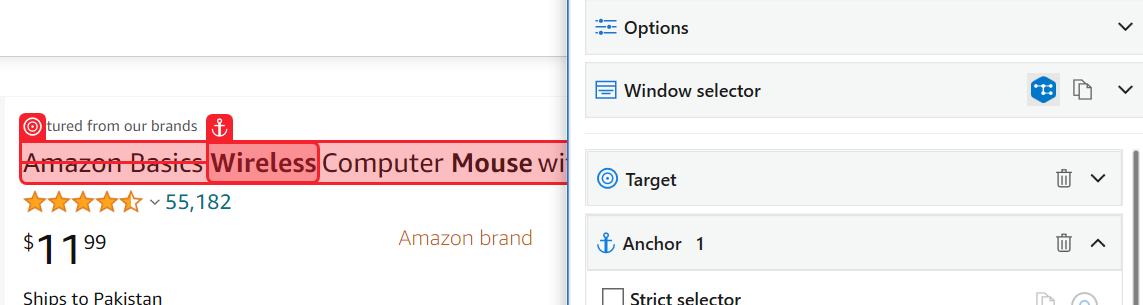 Options
Window selector
tured from our brands
Amazon Basics Wireless Computer Mouse wit
55,182
$11.99
Amazon brand
Ships to Pakistan
Target
Anchor 1
Strict selector